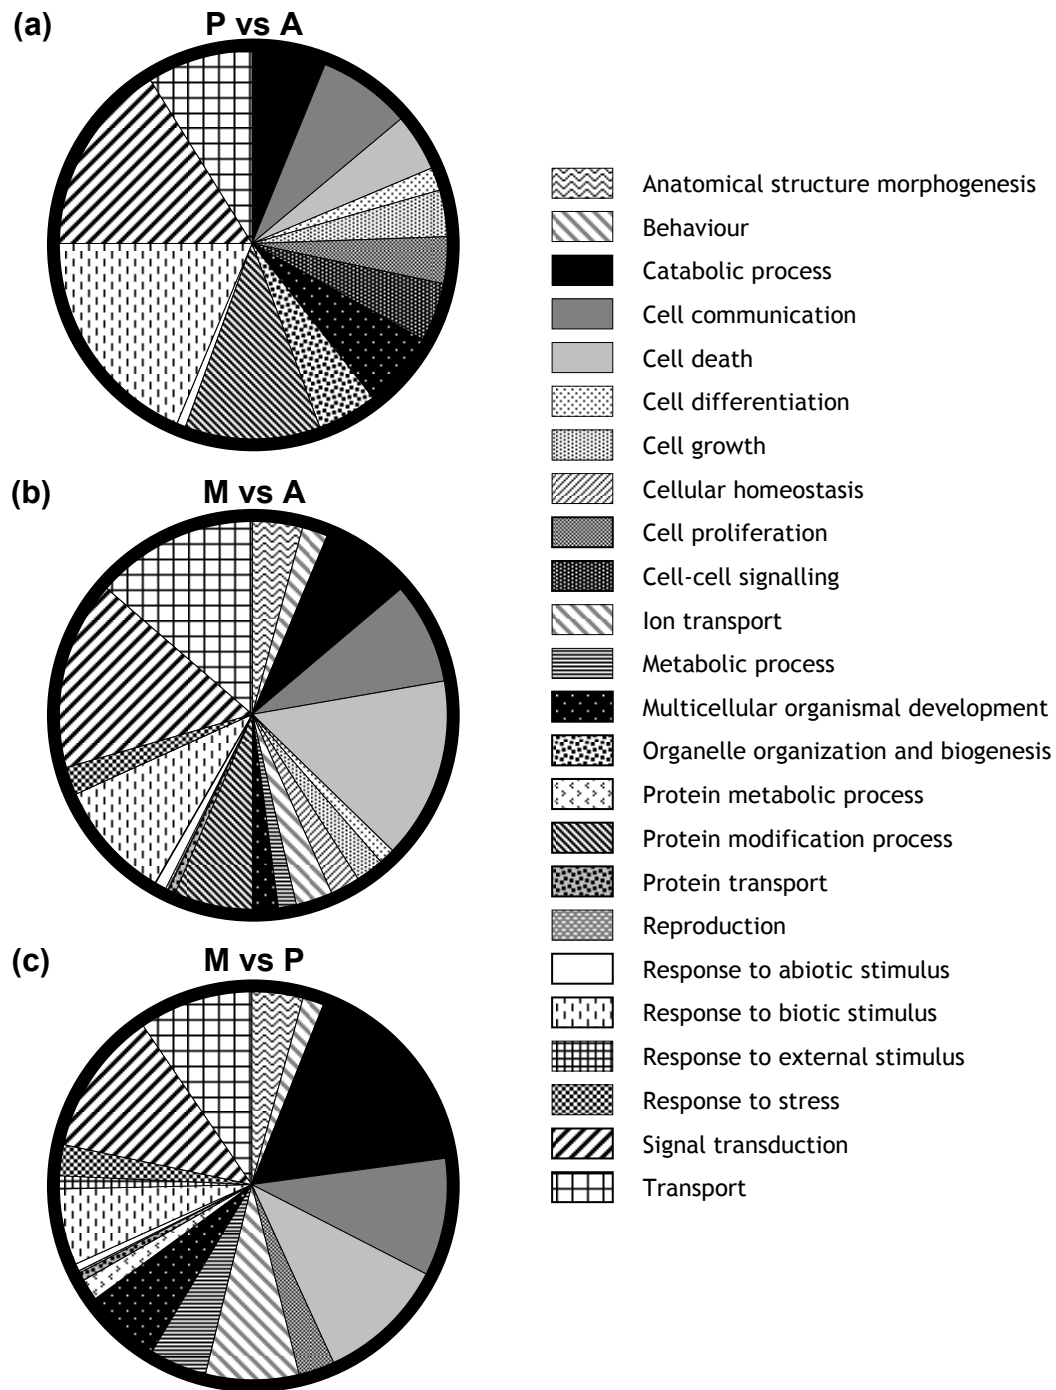 (a)
P vs A
(b)
M vs A
(c)
M vs P
Anatomical structure morphogenesis
Behaviour
Catabolic process
Cell communication
Cell death
Cell differentiation
Cell growth
Cellular homeostasis
Cell proliferation
Cell-cell signalling
Ion transport
Metabolic process
Multicellular organismal development
Organelle organization and biogenesis
Protein metabolic process
Protein modification process
Protein transport
Reproduction
Response to abiotic stimulus
Response to biotic stimulus
Response to external stimulus
Response to stress
Signal transduction
Transport